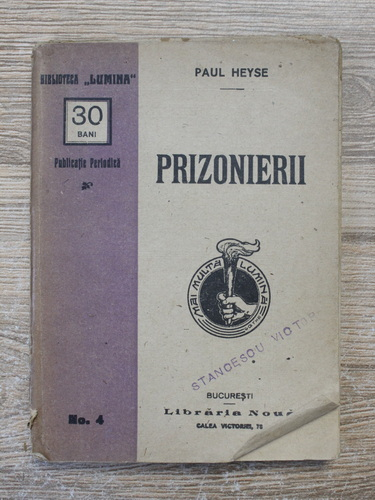 BIBLIOTECA „LUMINA"
30
BANI
Publicație Periodică
No. 4
PAUL HEYSE
PRIZONIERII
MAI MULTĂ LUMINĂ
STANCESCU
BUCUREȘTI
Librăria Nouă
CALEA VICTORIEI, 78